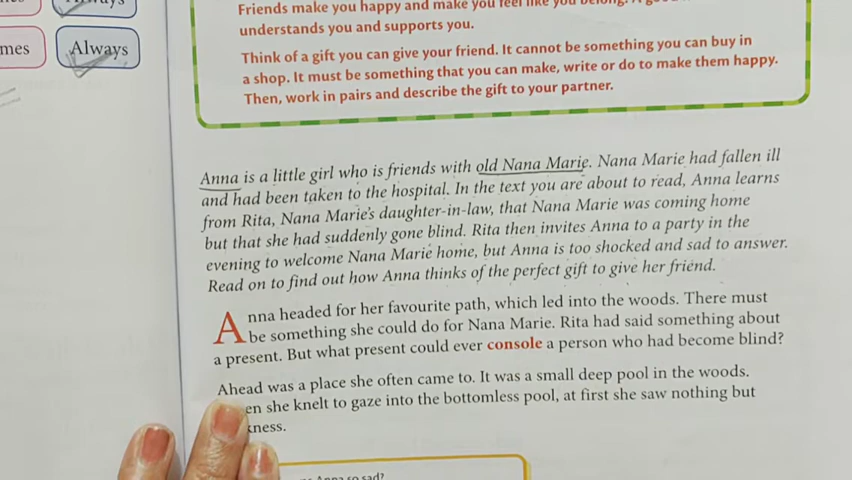 mes
Always
Friends make you happy and make you feel like you belong. A good
understands you and supports you.
Think of a gift you can give your friend. It cannot be something you can buy in
a shop. It must be something that you can make, write or do to make them happy.
Then, work in pairs and describe the gift to your partner.
Anna is a little girl who is friends with old Nana Marie. Nana Marie had fallen ill
and had been taken to the hospital. In the text you are about to read, Anna learns
from Rita, Nana Marie's daughter-in-law, that Nana Marie was coming home
but that she had suddenly gone blind. Rita then invites Anna to a party in the
evening to welcome Nana Marie home, but Anna is too shocked and sad to answer.
Read on to find out how Anna thinks of the perfect gift to give her friend.
Anna headed for her favourite path, which led into the woods. There must
be something she could do for Nana Marie. Rita had said something about
a present. But what present could ever console a person who had become blind?
Ahead was a place she often came to. It was a small deep pool in the woods.
en she knelt to gaze into the bottomless pool, at first she saw nothing but
kness.
Anna so sad?